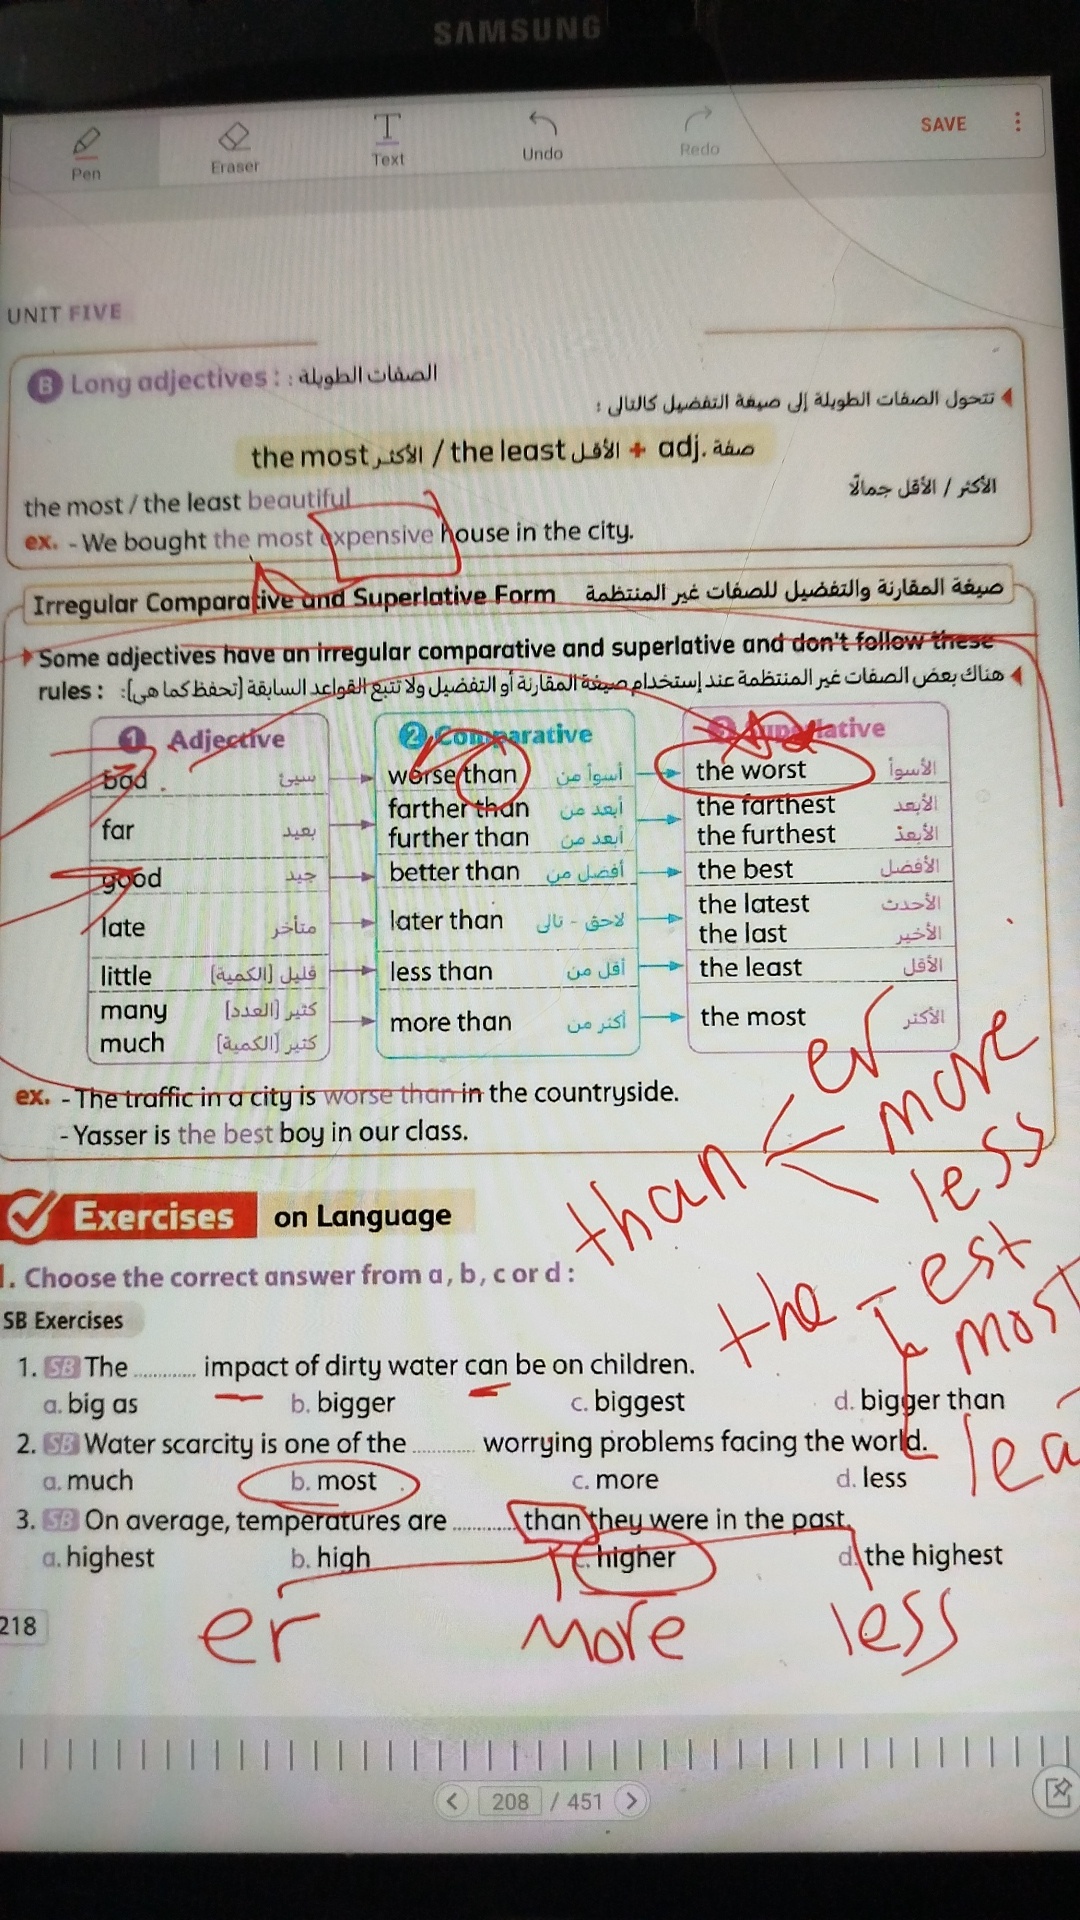 SAMSUNG
Pen Eraser Text Undo Redo SAVE
UNIT FIVE
B Long adjectives : الصفات الطويلة :
تتحول الصفات الطويلة إلى صيغة التفضيل كالتالى :
the most الأكثر / the least الأقل + adj. صفة
the most / the least beautiful الأكثر / الأقل جمالًا
ex. - We bought the most expensive house in the city.
Irregular Comparative and Superlative Form صيغة المقارنة والتفضيل للصفات غير المنتظمة
Some adjectives have an irregular comparative and superlative and don't follow these
rules : هناك بعض الصفات غير المنتظمة عند إستخدام صيغة المقارنة أو التفضيل ولا تتبع القواعد السابقة [تحفظ كما هى]:
1 Adjective 2 Comparative Superlative
bad سيئ worse than أسوأ من the worst الأسوأ
far بعيد farther than أبعد من the farthest الأبعد
further than أبعد من the furthest الأبعد
good جيد better than أفضل من the best الأفضل
late متأخر later than لاحق - تالى the latest الأحدث
the last الأخير
little قليل [الكمية] less than أقل من the least الأقل
many كثير [العدد] more than أكثر من the most الأكثر
much كثير [الكمية]
er
ex. - The traffic in a city is worse than in the countryside.
more
- Yasser is the best boy in our class.
than less
Exercises on Language
est
1. Choose the correct answer from a, b, c or d :
the most
SB Exercises
1. SB The ............ impact of dirty water can be on children.
a. big as b. bigger c. biggest d. bigger than
2. SB Water scarcity is one of the ............ worrying problems facing the world.
a. much b. most c. more d. less
3. SB On average, temperatures are ............ than they were in the past.
a. highest b. high c. higher d. the highest
218
er more less
208 / 451